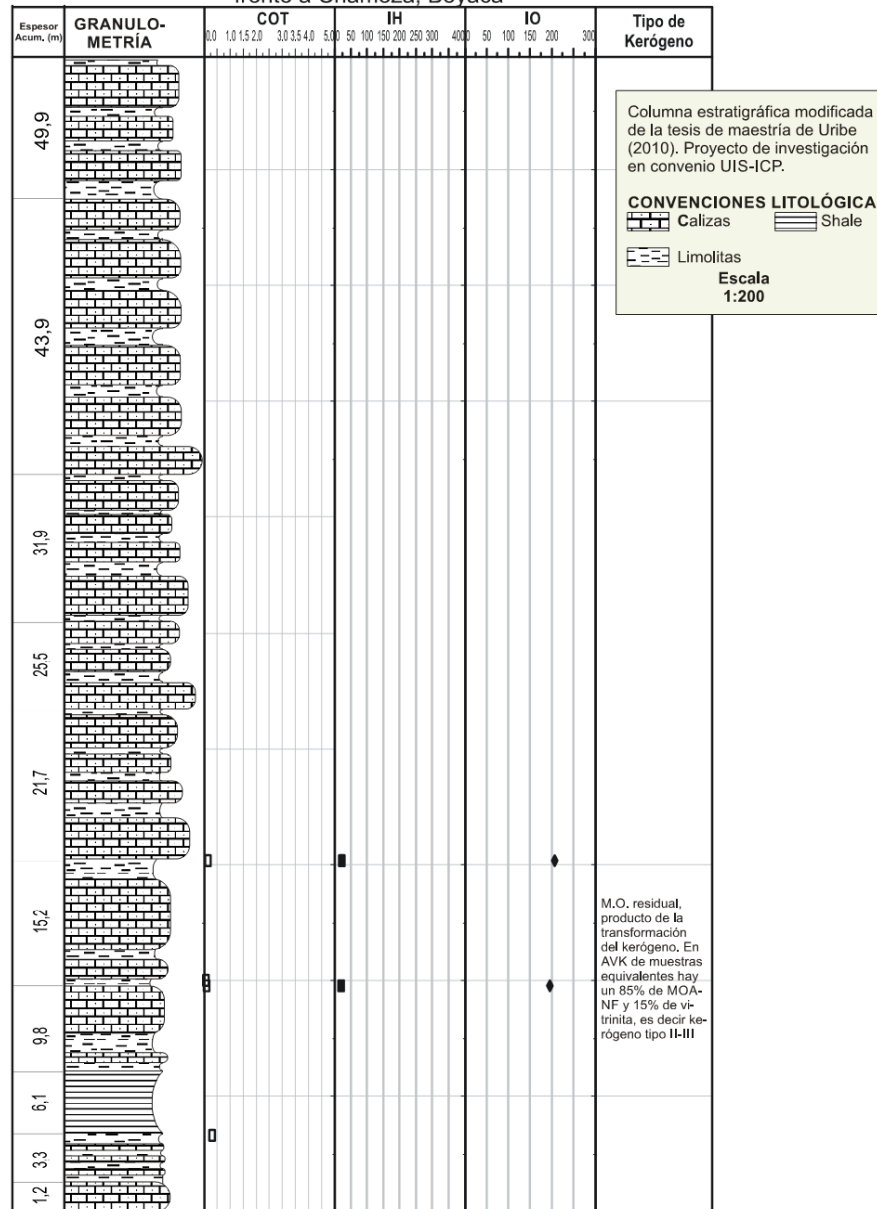 frente a Chámeza, Boyacá
Espesor
Acum. (m)
GRANULO-
METRÍA
COT
0,0 1,0 1,5 2,0 3,0 3,5 4,0 5,0
IH
0 50 100 150 200 250 300 400
IO
0 50 100 150 200 300
Tipo de
Kerógeno
49,9
43,9
31,9
25,5
21,7
15,2
9,8
6,1
3,3
1,2
M.O. residual,
producto de la
transformación
del kerógeno. En
AVK de muestras
equivalentes hay
un 85% de MOA-
NF y 15% de vi-
trinita, es decir ke-
rógeno tipo II-III
Columna estratigráfica modificada
de la tesis de maestría de Uribe
(2010). Proyecto de investigación
en convenio UIS-ICP.
CONVENCIONES LITOLÓGICA
Calizas
Shale
Limolitas
Escala
1:200